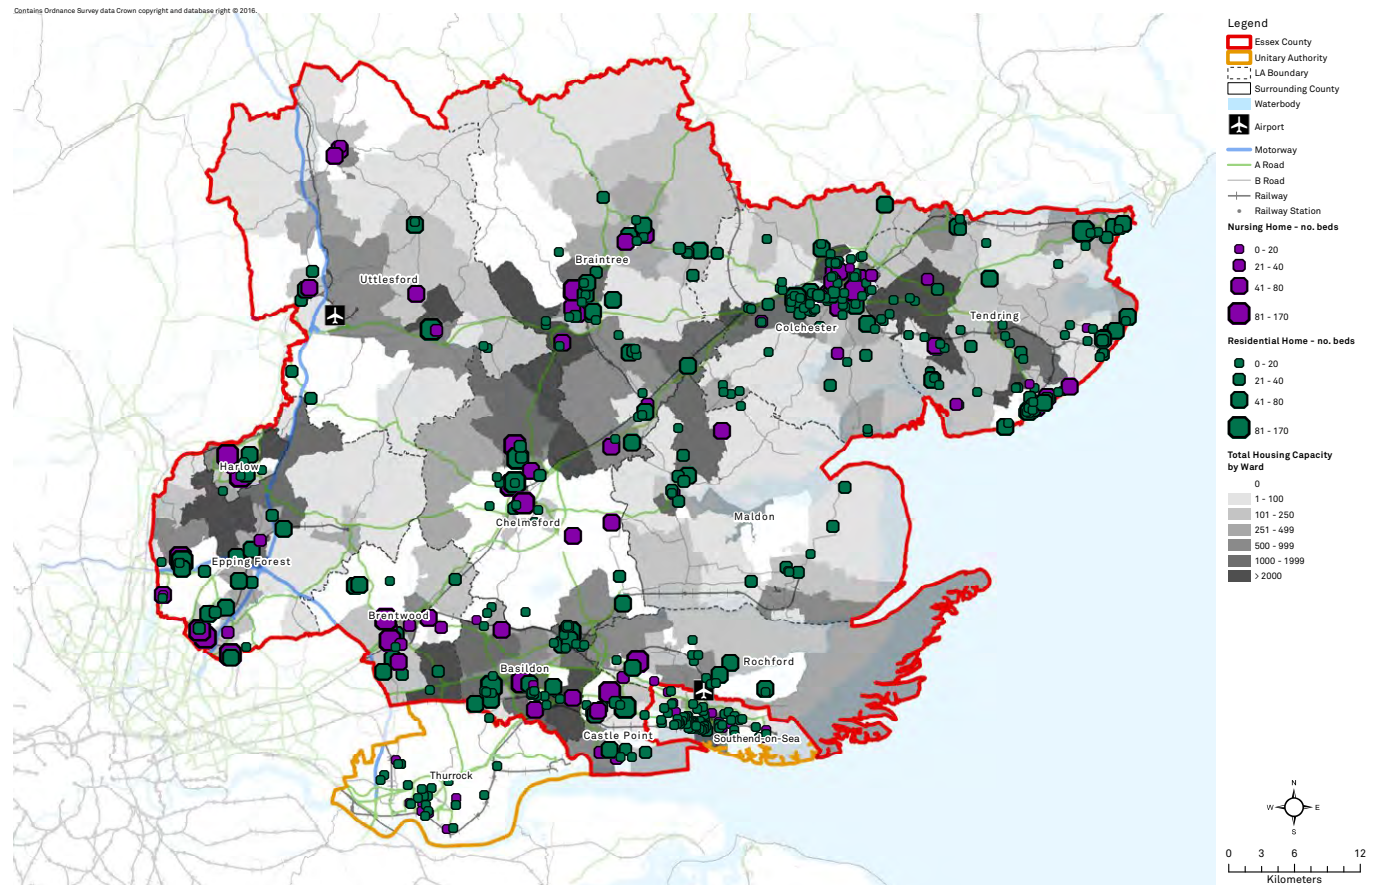 Contains Ordnance Survey data Crown copyright and database right © 2016.
Uttlesford
Braintree
Colchester
Tendring
Harlow
Chelmsford
Maldon
Epping Forest
Brentwood
Basildon
Rochford
Castle Point
Southend-on-Sea
Thurrock
Legend
Essex County
Unitary Authority
LA Boundary
Surrounding County
Waterbody
Airport
Motorway
A Road
B Road
Railway
Railway Station
Nursing Home - no. beds
0 - 20
21 - 40
41 - 80
81 - 170
Residential Home - no. beds
0 - 20
21 - 40
41 - 80
81 - 170
Total Housing Capacity
by Ward
0
1 - 100
101 - 250
251 - 499
500 - 999
1000 - 1999
> 2000
N
W E
S
0 3 6 12
Kilometers